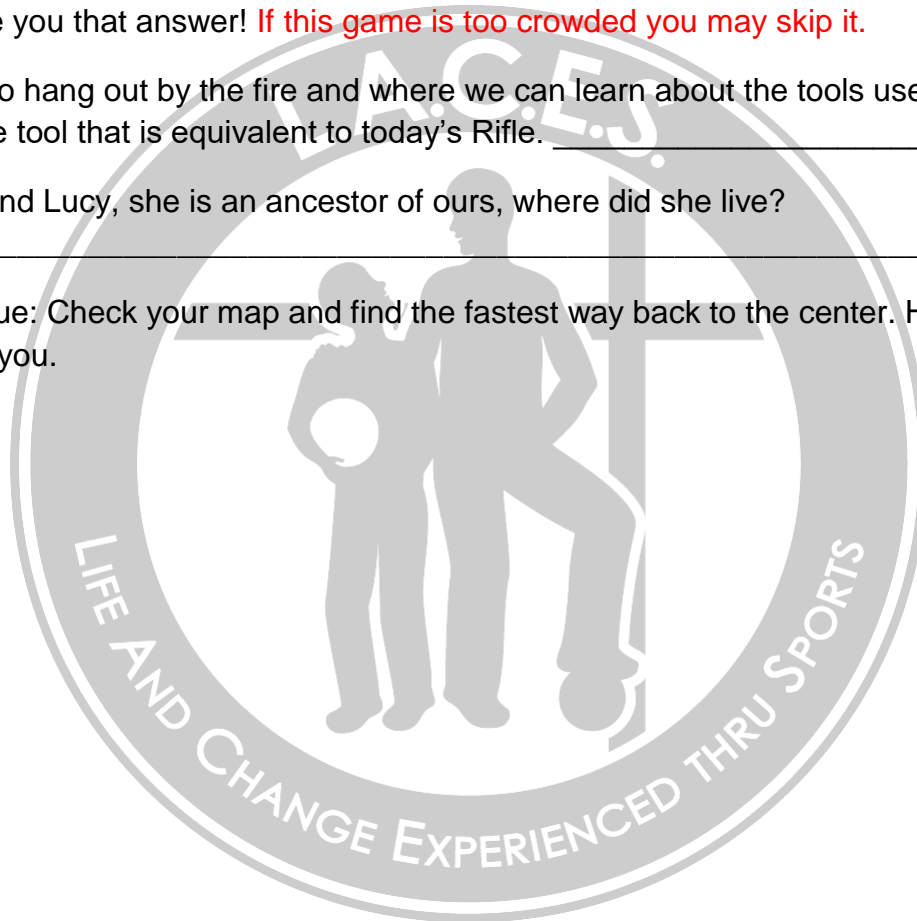 e you that answer! If this game is too crowded you may skip it.
o hang out by the fire and where we can learn about the tools use
e tool that is equivalent to today's Rifle. ____________________
nd Lucy, she is an ancestor of ours, where did she live?
____________________________________________________
ue: Check your map and find the fastest way back to the center. H
you.
L.A.C.E.S.
LIFE AND CHANGE EXPERIENCED THRU SPORTS